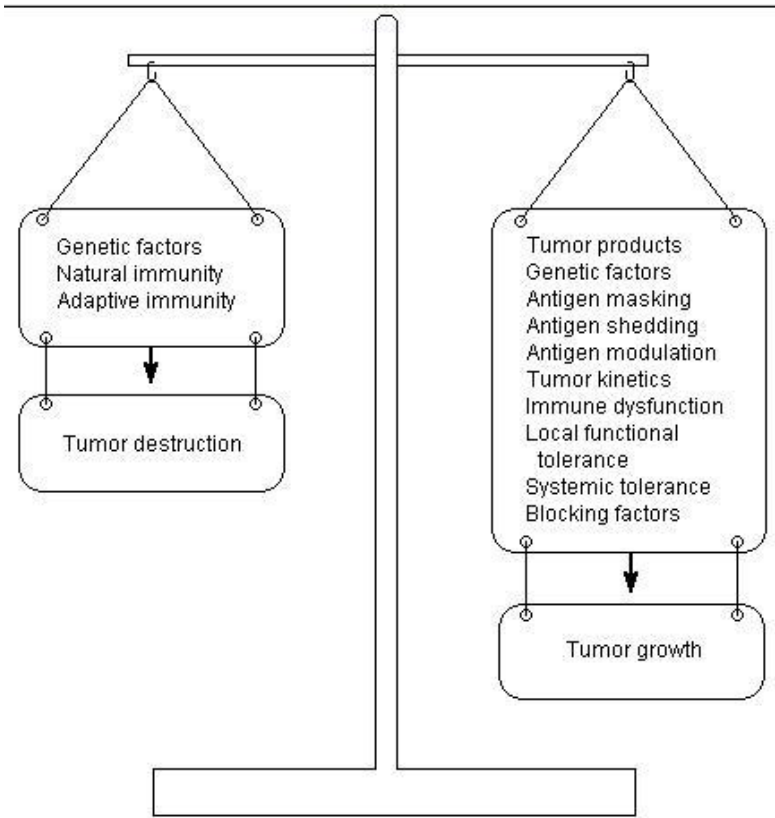 Genetic factors
Natural immunity
Adaptive immunity
Tumor destruction
Tumor products
Genetic factors
Antigen masking
Antigen shedding
Antigen modulation
Tumor kinetics
Immune dysfunction
Local functional
tolerance
Systemic tolerance
Blocking factors
Tumor growth